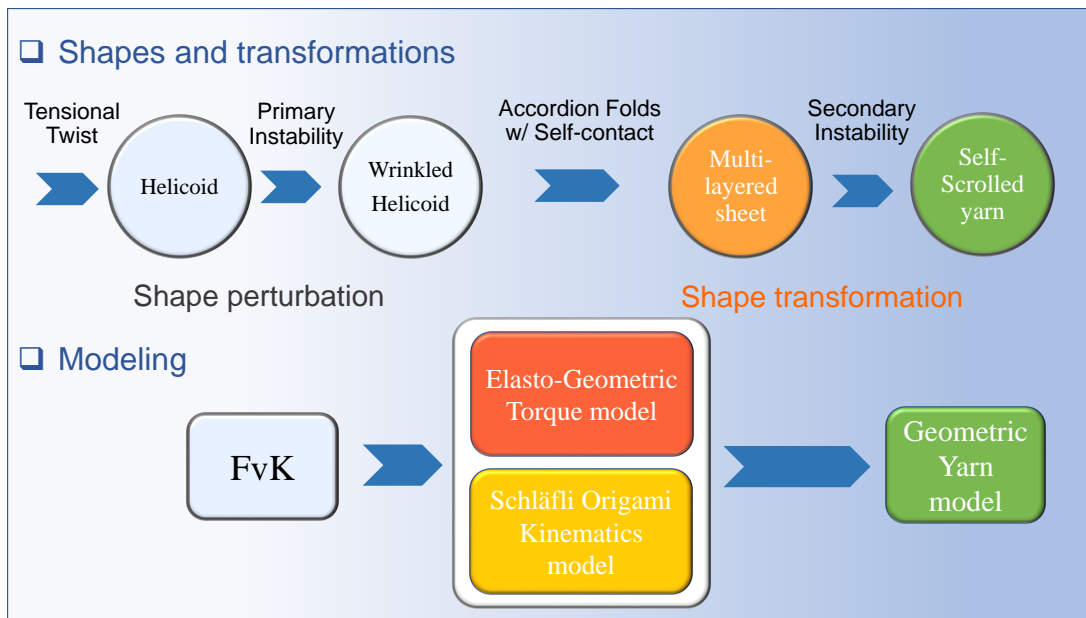 ❑ Shapes and transformations
Tensional
Twist
Primary
Instability
Accordion Folds
w/ Self-contact
Secondary
Instability
Helicoid
Wrinkled
Helicoid
Multi-
layered
sheet
Self-
Scrolled
yarn
Shape perturbation
Shape transformation
❑ Modeling
FvK
Elasto-Geometric
Torque model
Schläfli Origami
Kinematics
model
Geometric
Yarn
model